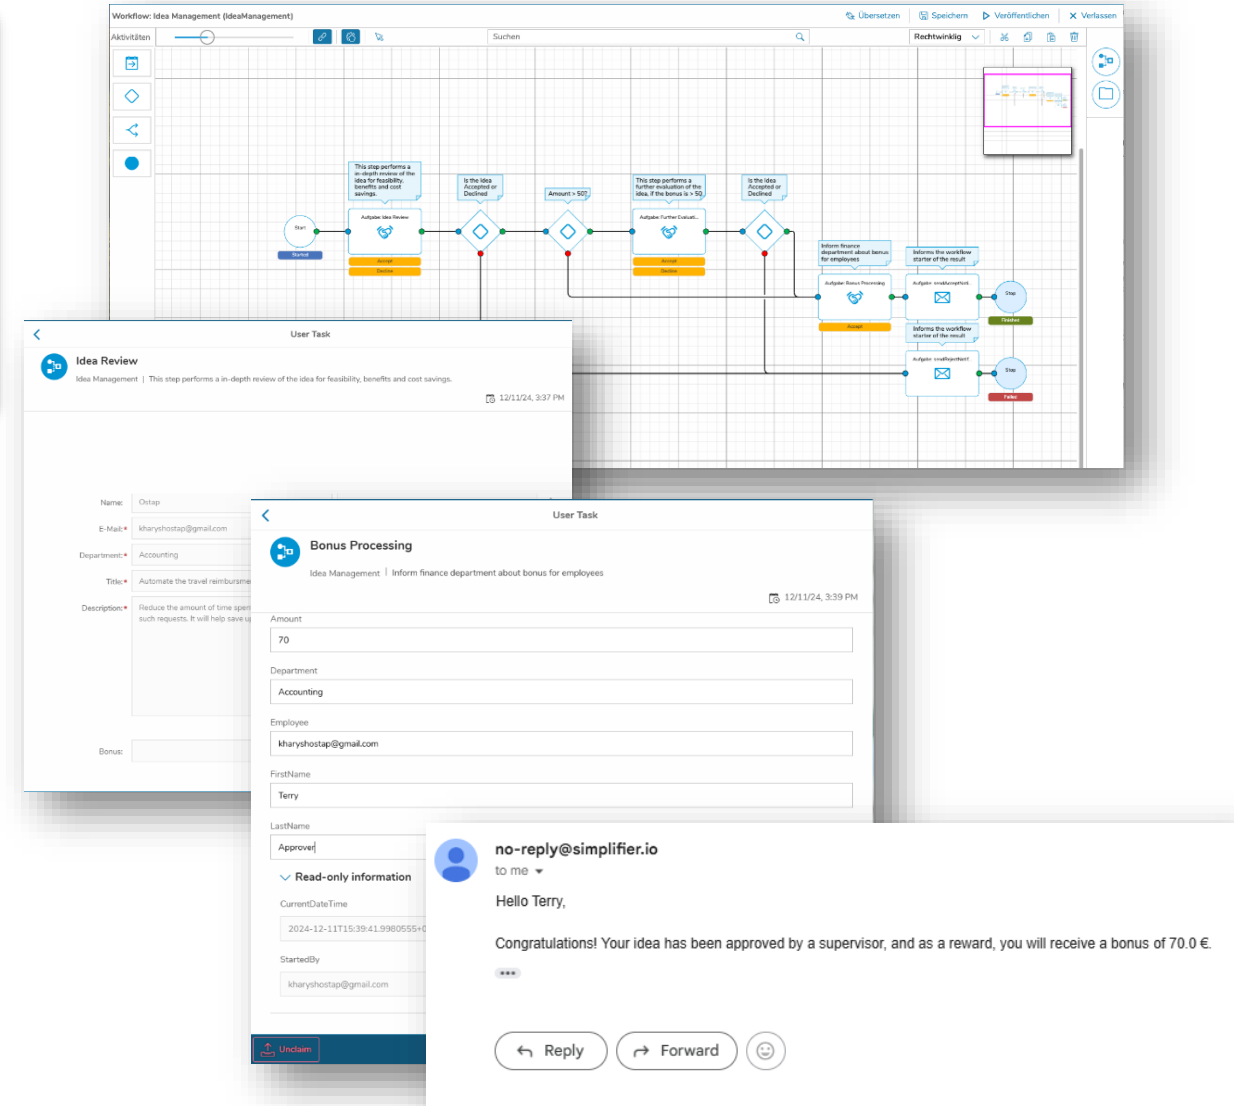 Workflow: Idea Management (IdeaManagement)
Übersetzen
Speichern
Veröffentlichen
Verlassen
Aktivitäten
Suchen
Rechtwinklig
This step performs a
in-depth review of the
idea for feasibility,
benefits and cost
savings.
Is the Idea
Accepted or
Declined
Amount > 50?
This step performs a
further evaluation of the
idea, if the bonus is > 50.
Is the Idea
Accepted or
Declined
Start
Started
Aufgabe: Idea Review
Accept
Decline
Aufgabe: Further Evaluati...
Accept
Decline
Inform finance
department about bonus
for employees
Informs the workflow
starter of the result
Aufgabe: Bonus Processing
Accept
Aufgabe: sendAcceptNoti...
Stop
Finished
Informs the workflow
starter of the result
Aufgabe: sendRejectNotif...
Stop
Failed
User Task
Idea Review
Idea Management | This step performs a in-depth review of the idea for feasibility, benefits and cost savings.
12/11/24, 3:37 PM
Name: Ostap
E-Mail:* kharyshostap@gmail.com
Department:* Accounting
Title:* Automate the travel reimbursme
Description:* Reduce the amount of time spen
such requests. It will help save u
Bonus:
User Task
Bonus Processing
Idea Management | Inform finance department about bonus for employees
12/11/24, 3:39 PM
Amount
70
Department
Accounting
Employee
kharyshostap@gmail.com
FirstName
Terry
LastName
Approver
Read-only information
CurrentDateTime
2024-12-11T15:39:41.9980555+0
StartedBy
kharyshostap@gmail.com
Unclaim
no-reply@simplifier.io
to me
Hello Terry,
Congratulations! Your idea has been approved by a supervisor, and as a reward, you will receive a bonus of 70.0 €.
Reply
Forward